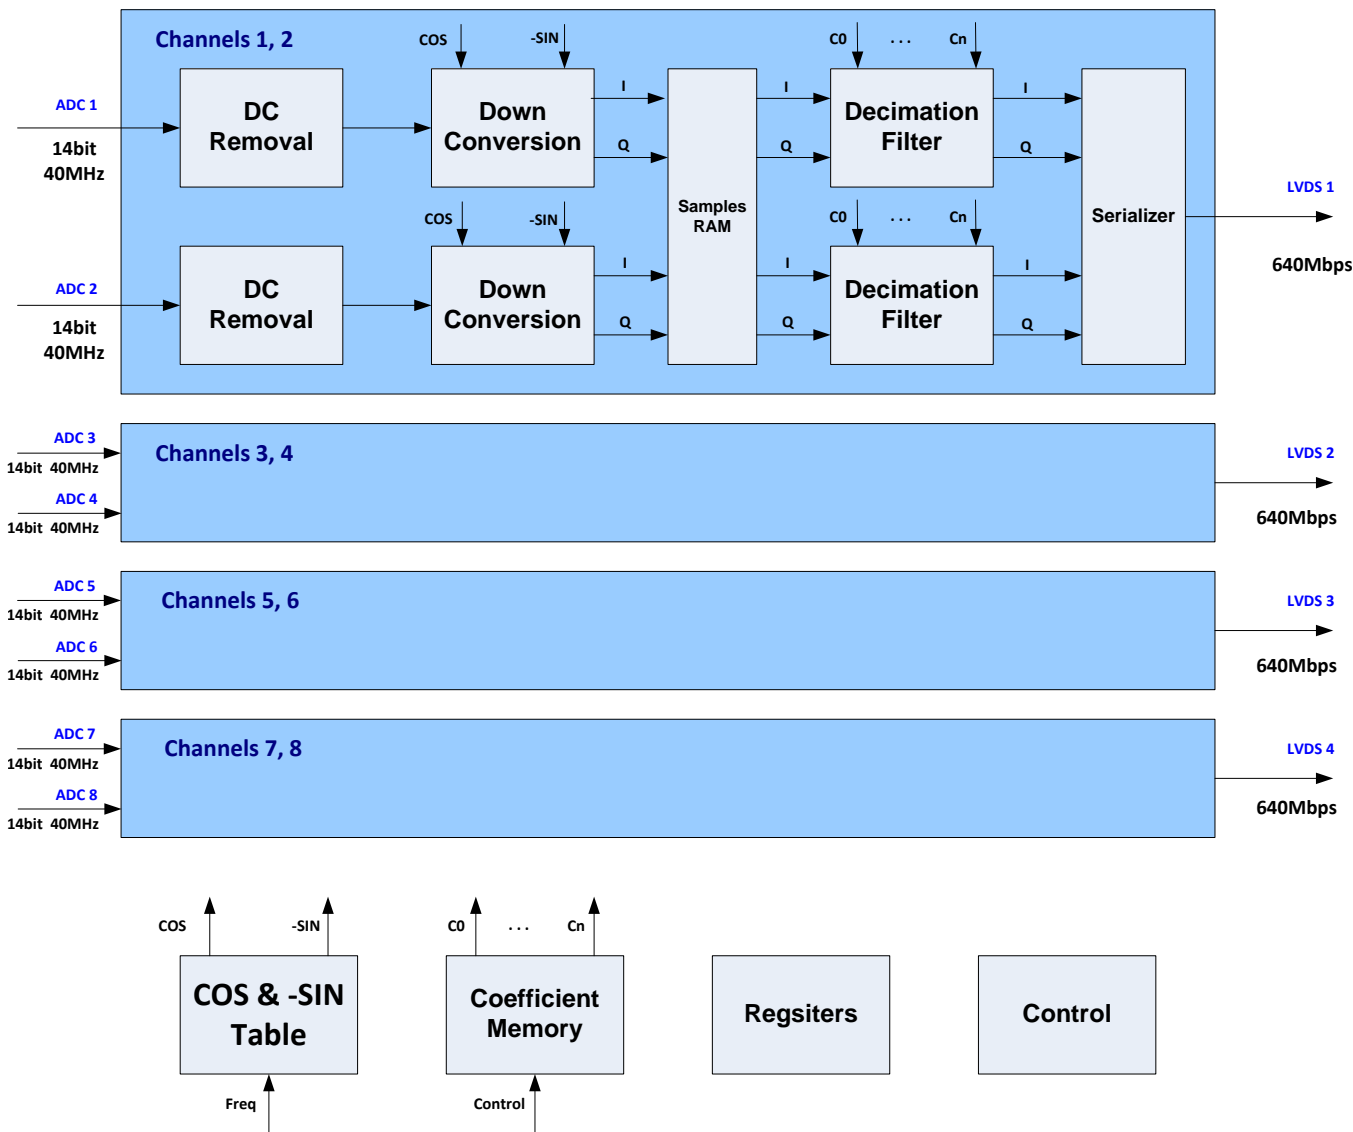 Channels 1, 2
COS
-SIN
C0
. . .
Cn
ADC 1
14bit
40MHz
DC
Removal
Down
Conversion
I
Q
I
Q
Decimation
Filter
I
Q
Samples
RAM
Serializer
LVDS 1
640Mbps
COS
-SIN
C0
. . .
Cn
ADC 2
14bit
40MHz
DC
Removal
Down
Conversion
I
Q
I
Q
Decimation
Filter
I
Q
ADC 3
14bit 40MHz
ADC 4
14bit 40MHz
Channels 3, 4
LVDS 2
640Mbps
ADC 5
14bit 40MHz
ADC 6
14bit 40MHz
Channels 5, 6
LVDS 3
640Mbps
ADC 7
14bit 40MHz
ADC 8
14bit 40MHz
Channels 7, 8
LVDS 4
640Mbps
COS
-SIN
COS & -SIN
Table
Freq
C0
. . .
Cn
Coefficient
Memory
Control
Regsiters
Control